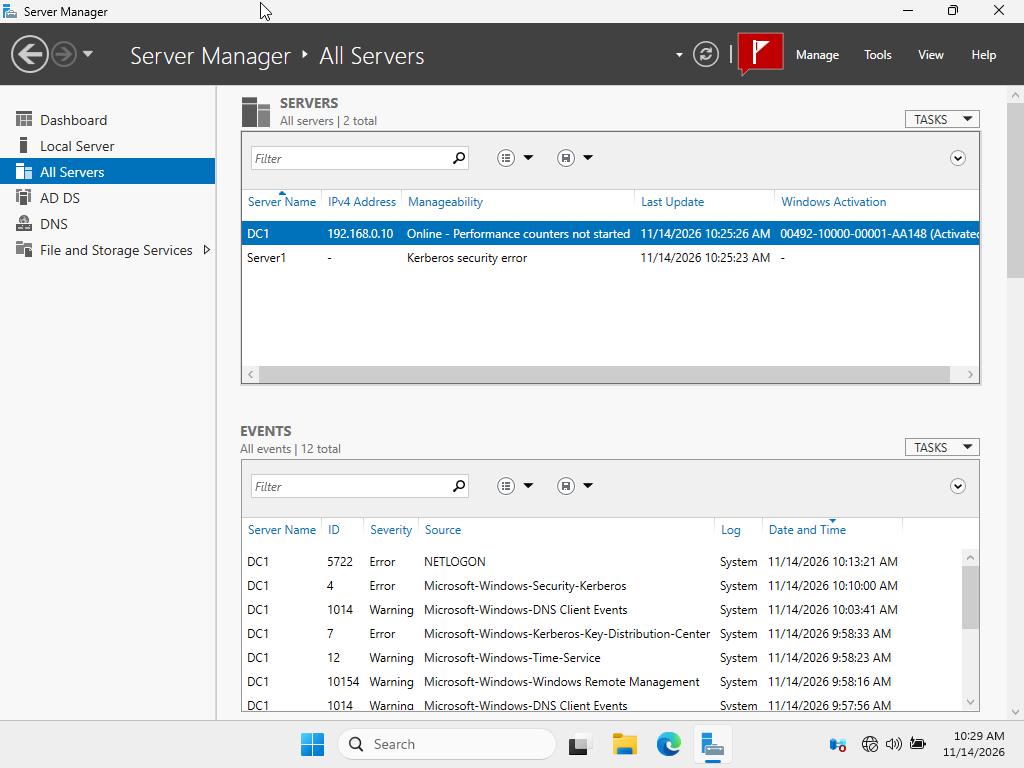 Server Manager
Server Manager ‣ All Servers
Manage Tools View Help
Dashboard
Local Server
All Servers
AD DS
DNS
File and Storage Services
SERVERS
All servers | 2 total
TASKS
Filter
Server Name IPv4 Address Manageability Last Update Windows Activation
DC1 192.168.0.10 Online - Performance counters not started 11/14/2026 10:25:26 AM 00492-10000-00001-AA148 (Activated
Server1 - Kerberos security error 11/14/2026 10:25:23 AM -
EVENTS
All events | 12 total
TASKS
Filter
Server Name ID Severity Source Log Date and Time
DC1 5722 Error NETLOGON System 11/14/2026 10:13:21 AM
DC1 4 Error Microsoft-Windows-Security-Kerberos System 11/14/2026 10:10:00 AM
DC1 1014 Warning Microsoft-Windows-DNS Client Events System 11/14/2026 10:03:41 AM
DC1 7 Error Microsoft-Windows-Kerberos-Key-Distribution-Center System 11/14/2026 9:58:33 AM
DC1 12 Warning Microsoft-Windows-Time-Service System 11/14/2026 9:58:23 AM
DC1 10154 Warning Microsoft-Windows-Windows Remote Management System 11/14/2026 9:58:16 AM
DC1 1014 Warning Microsoft-Windows-DNS Client Events System 11/14/2026 9:57:56 AM
Search
10:29 AM
11/14/2026